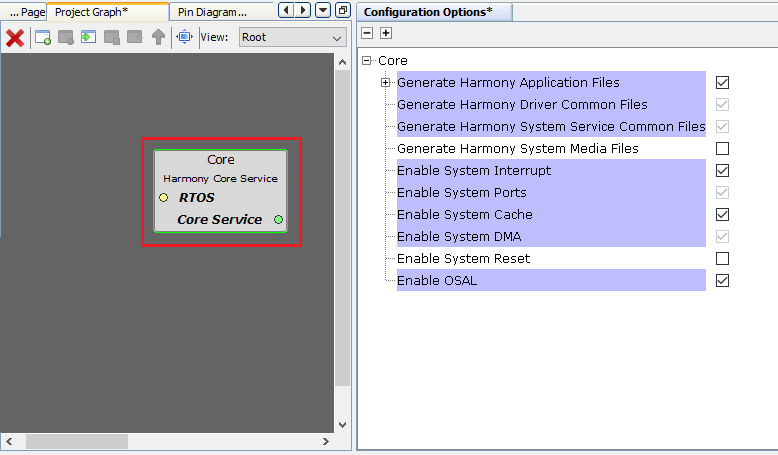 ... Page
Project Graph*
Pin Diagram...
View:
Root
Core
Harmony Core Service
RTOS
Core Service
Configuration Options*
Core
Generate Harmony Application Files
Generate Harmony Driver Common Files
Generate Harmony System Service Common Files
Generate Harmony System Media Files
Enable System Interrupt
Enable System Ports
Enable System Cache
Enable System DMA
Enable System Reset
Enable OSAL